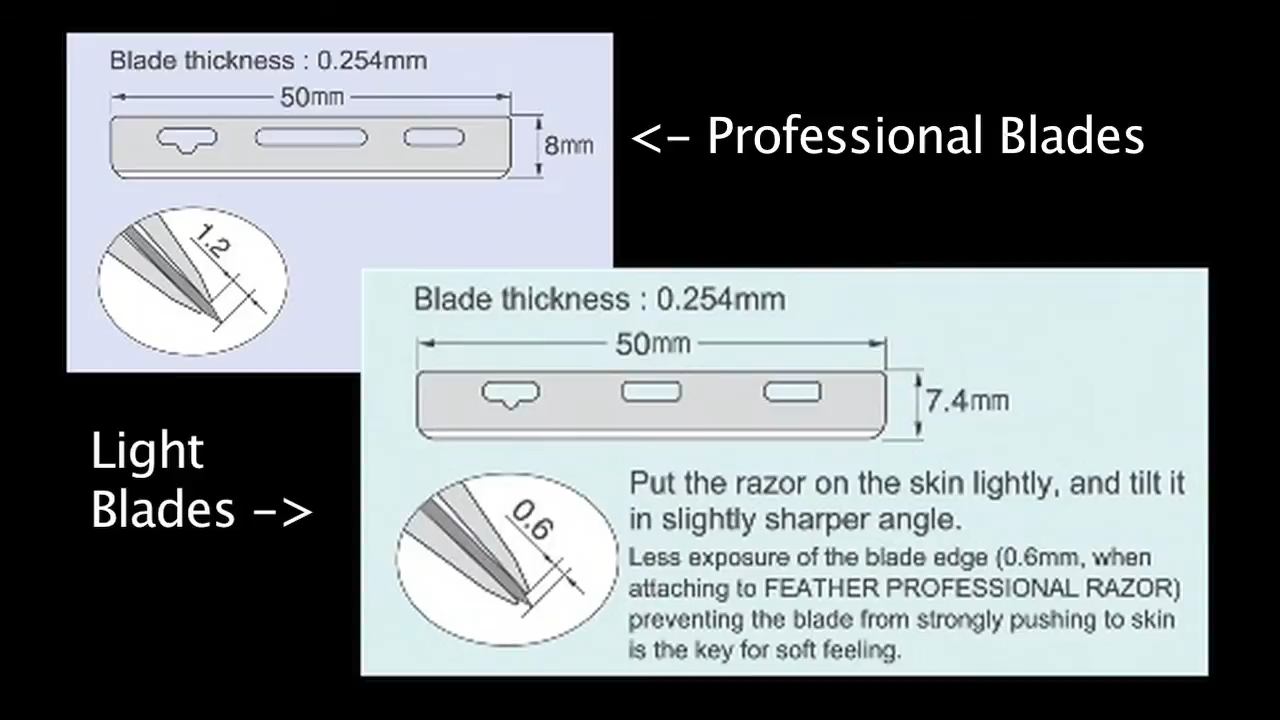 Blade thickness : 0.254mm
50mm
8mm
<- Professional Blades
1.2
Blade thickness : 0.254mm
50mm
7.4mm
Light
Blades ->
0.6
Put the razor on the skin lightly, and tilt it
in slightly sharper angle.
Less exposure of the blade edge (0.6mm, when
attaching to FEATHER PROFESSIONAL RAZOR)
preventing the blade from strongly pushing to skin
is the key for soft feeling.